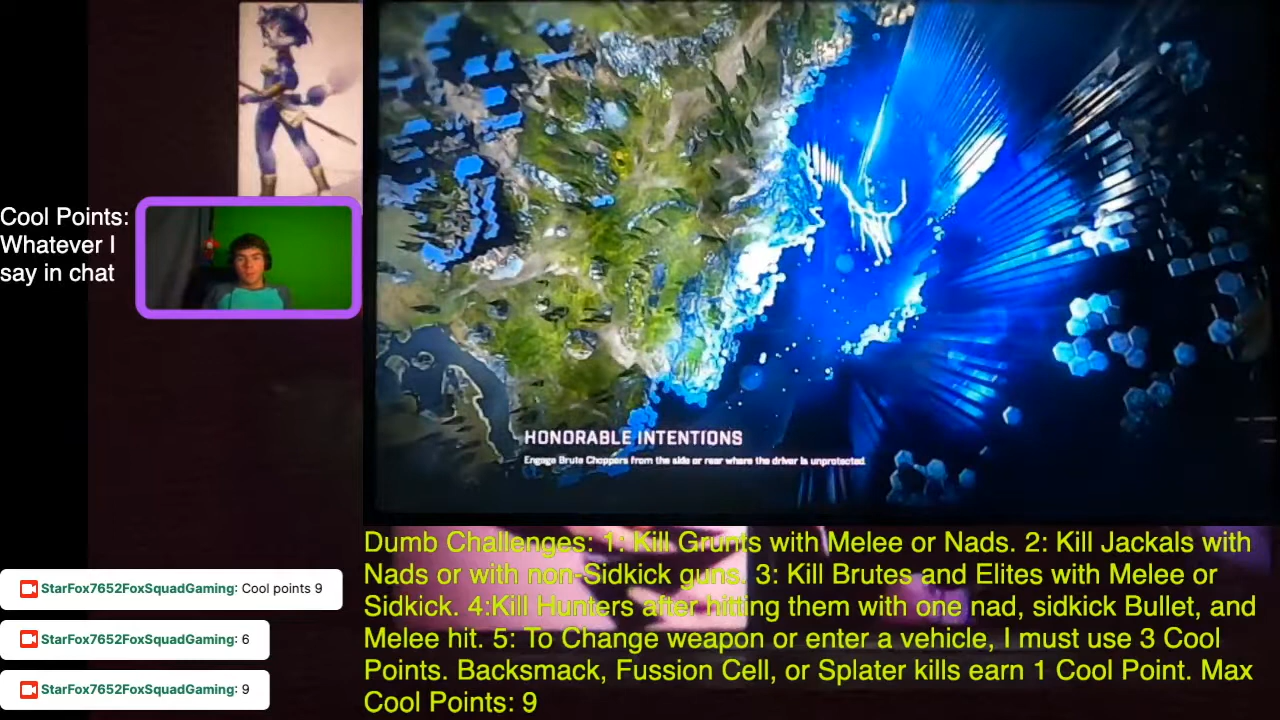 Cool Points:
Whatever I
say in chat
HONORABLE INTENTIONS
Engage Brute Choppers from the side or rear where the driver is unprotected.
Dumb Challenges: 1: Kill Grunts with Melee or Nads. 2: Kill Jackals with
Nads or with non-Sidkick guns. 3: Kill Brutes and Elites with Melee or
Sidkick. 4:Kill Hunters after hitting them with one nad, sidkick Bullet, and
Melee hit. 5: To Change weapon or enter a vehicle, I must use 3 Cool
Points. Backsmack, Fussion Cell, or Splater kills earn 1 Cool Point. Max
Cool Points: 9
StarFox7652FoxSquadGaming: Cool points 9
StarFox7652FoxSquadGaming: 6
StarFox7652FoxSquadGaming: 9